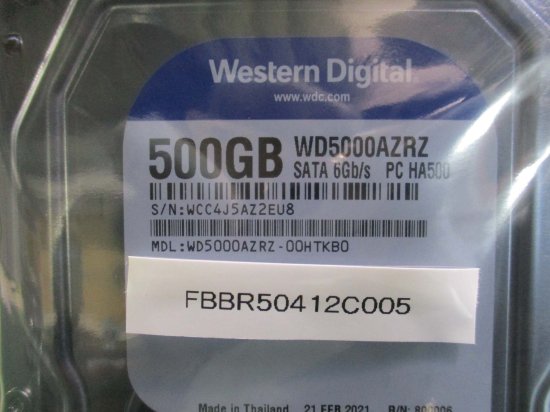 Western Digital
www.wdc.com
500GB WD5000AZRZ
SATA 6Gb/s PC HA500
S/N:WCC4J5AZ2EU8
MDL:WD5000AZRZ-00HTKB0
FBBR50412C005
Made in Thailand 21 FEB 2021